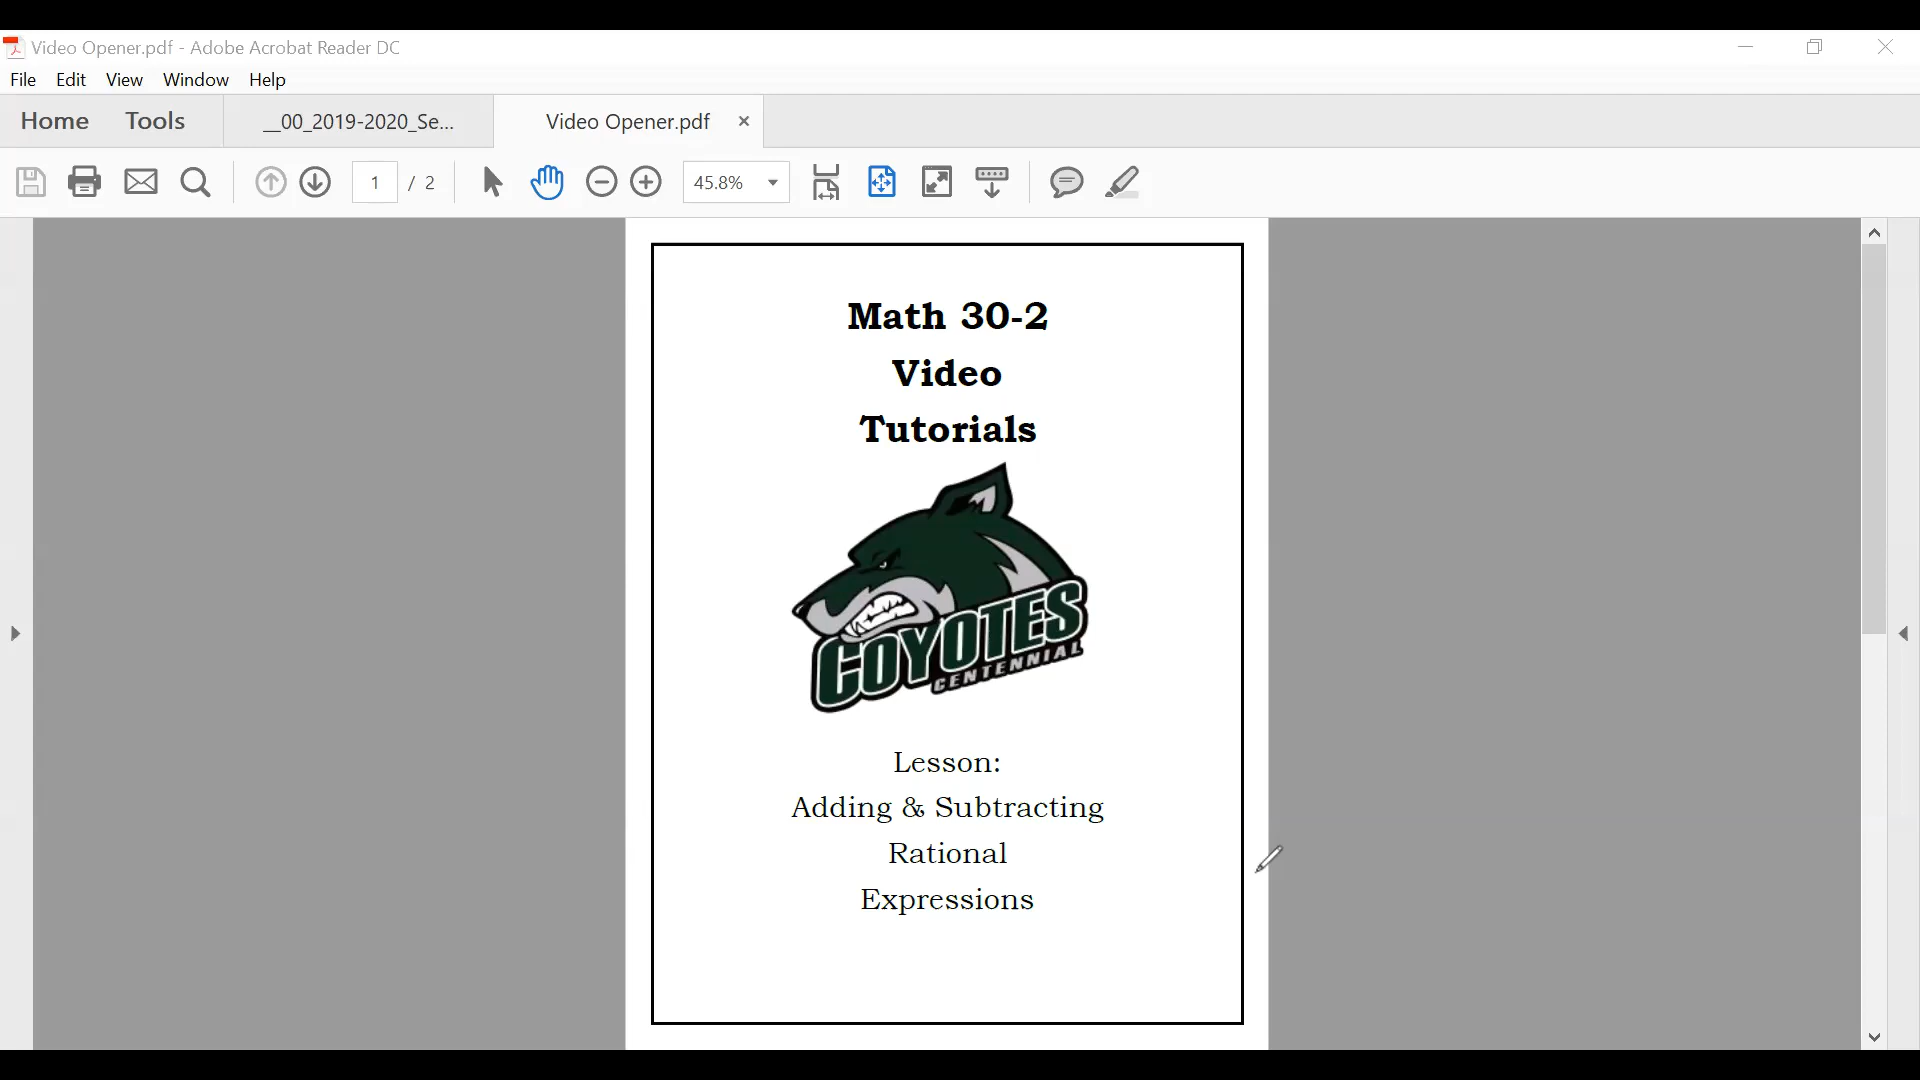 Video Opener.pdf - Adobe Acrobat Reader DC
File Edit View Window Help
Home Tools __00_2019-2020_Se... Video Opener.pdf
1 / 2 45.8%
Math 30-2
Video
Tutorials
COYOTES
CENTENNIAL
Lesson:
Adding & Subtracting
Rational
Expressions